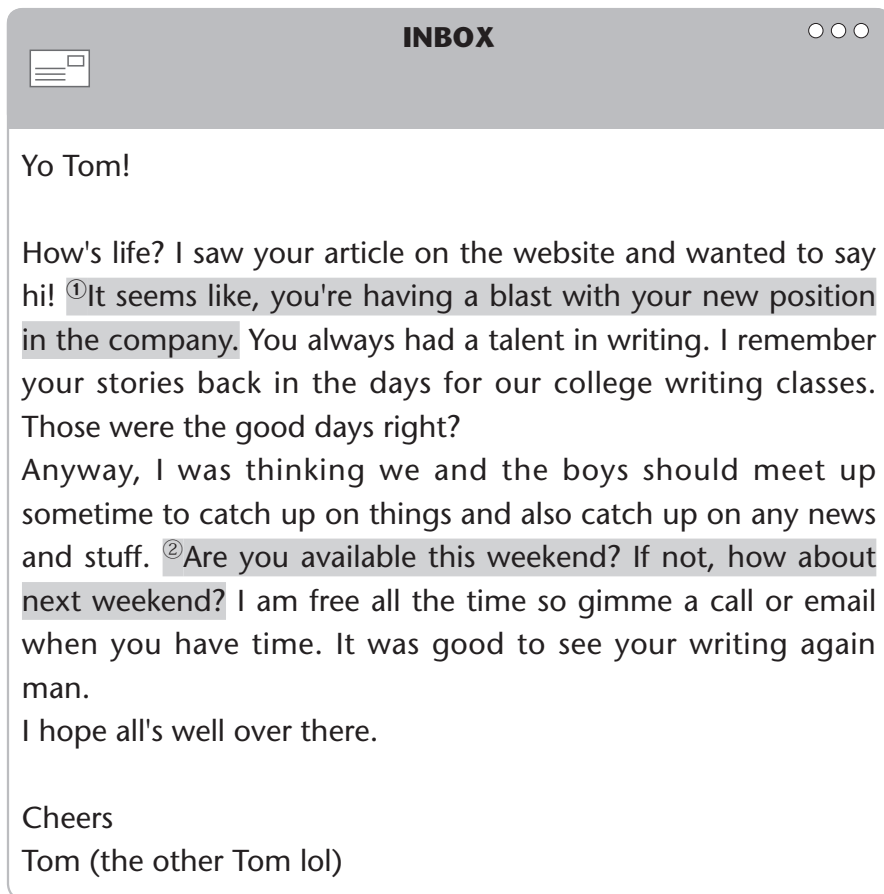 INBOX
Yo Tom!
How's life? I saw your article on the website and wanted to say
hi! ①It seems like, you're having a blast with your new position
in the company. You always had a talent in writing. I remember
your stories back in the days for our college writing classes.
Those were the good days right?
Anyway, I was thinking we and the boys should meet up
sometime to catch up on things and also catch up on any news
and stuff. ②Are you available this weekend? If not, how about
next weekend? I am free all the time so gimme a call or email
when you have time. It was good to see your writing again
man.
I hope all's well over there.
Cheers
Tom (the other Tom lol)